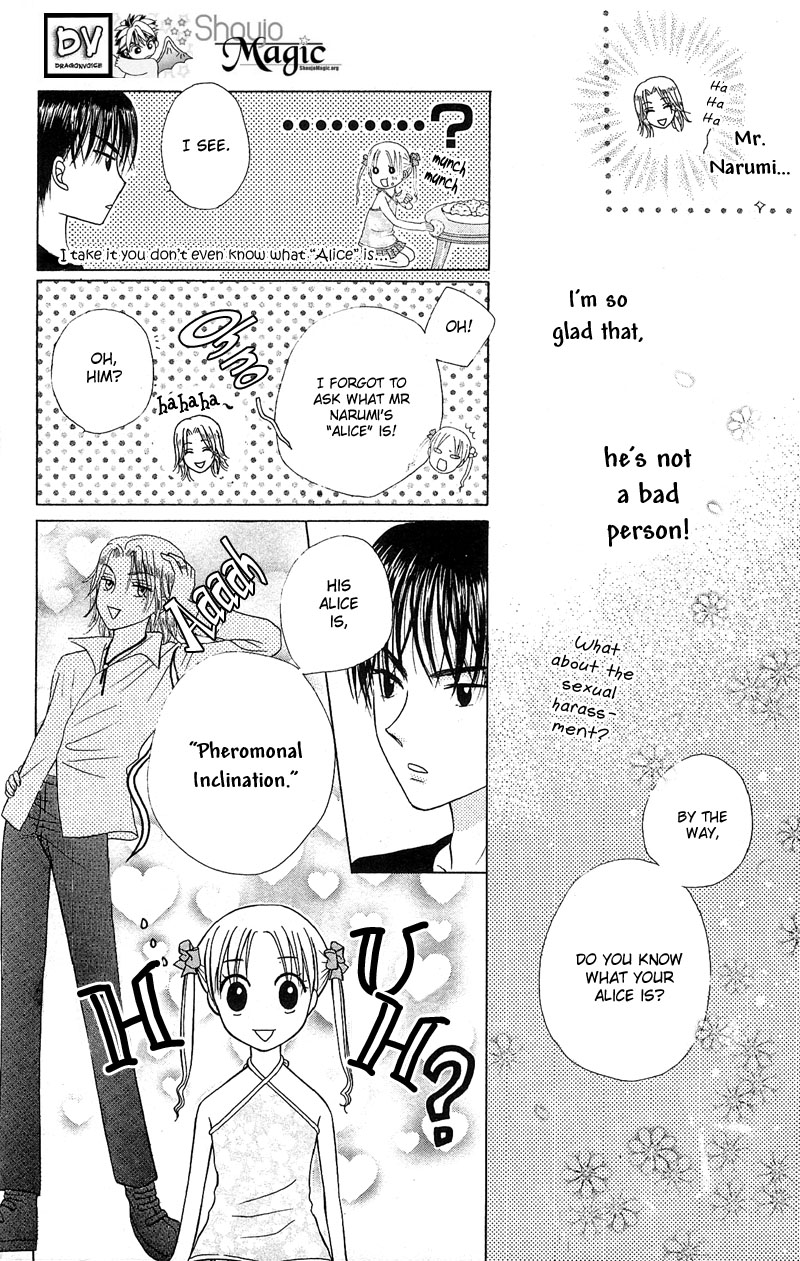 DV
DRAGONVOICE
Shoujo
Magic
ShoujoMagic.org
Ha
Ha
Ha
Mr.
Narumi...
I'm so
glad that,
he's not
a bad
person!
What
about the
sexual
harass-
ment?
BY THE
WAY,
DO YOU KNOW
WHAT YOUR
ALICE IS?
.........?
munch
munch
I SEE.
I take it you don't even know what "Alice" is...
OH!
I FORGOT TO
ASK WHAT MR
NARUMI'S
"ALICE" IS!
Oh no
hahaha~
OH,
HIM?
HIS
ALICE
IS,
"Pheromonal
Inclination."
Aaaah
HUH?